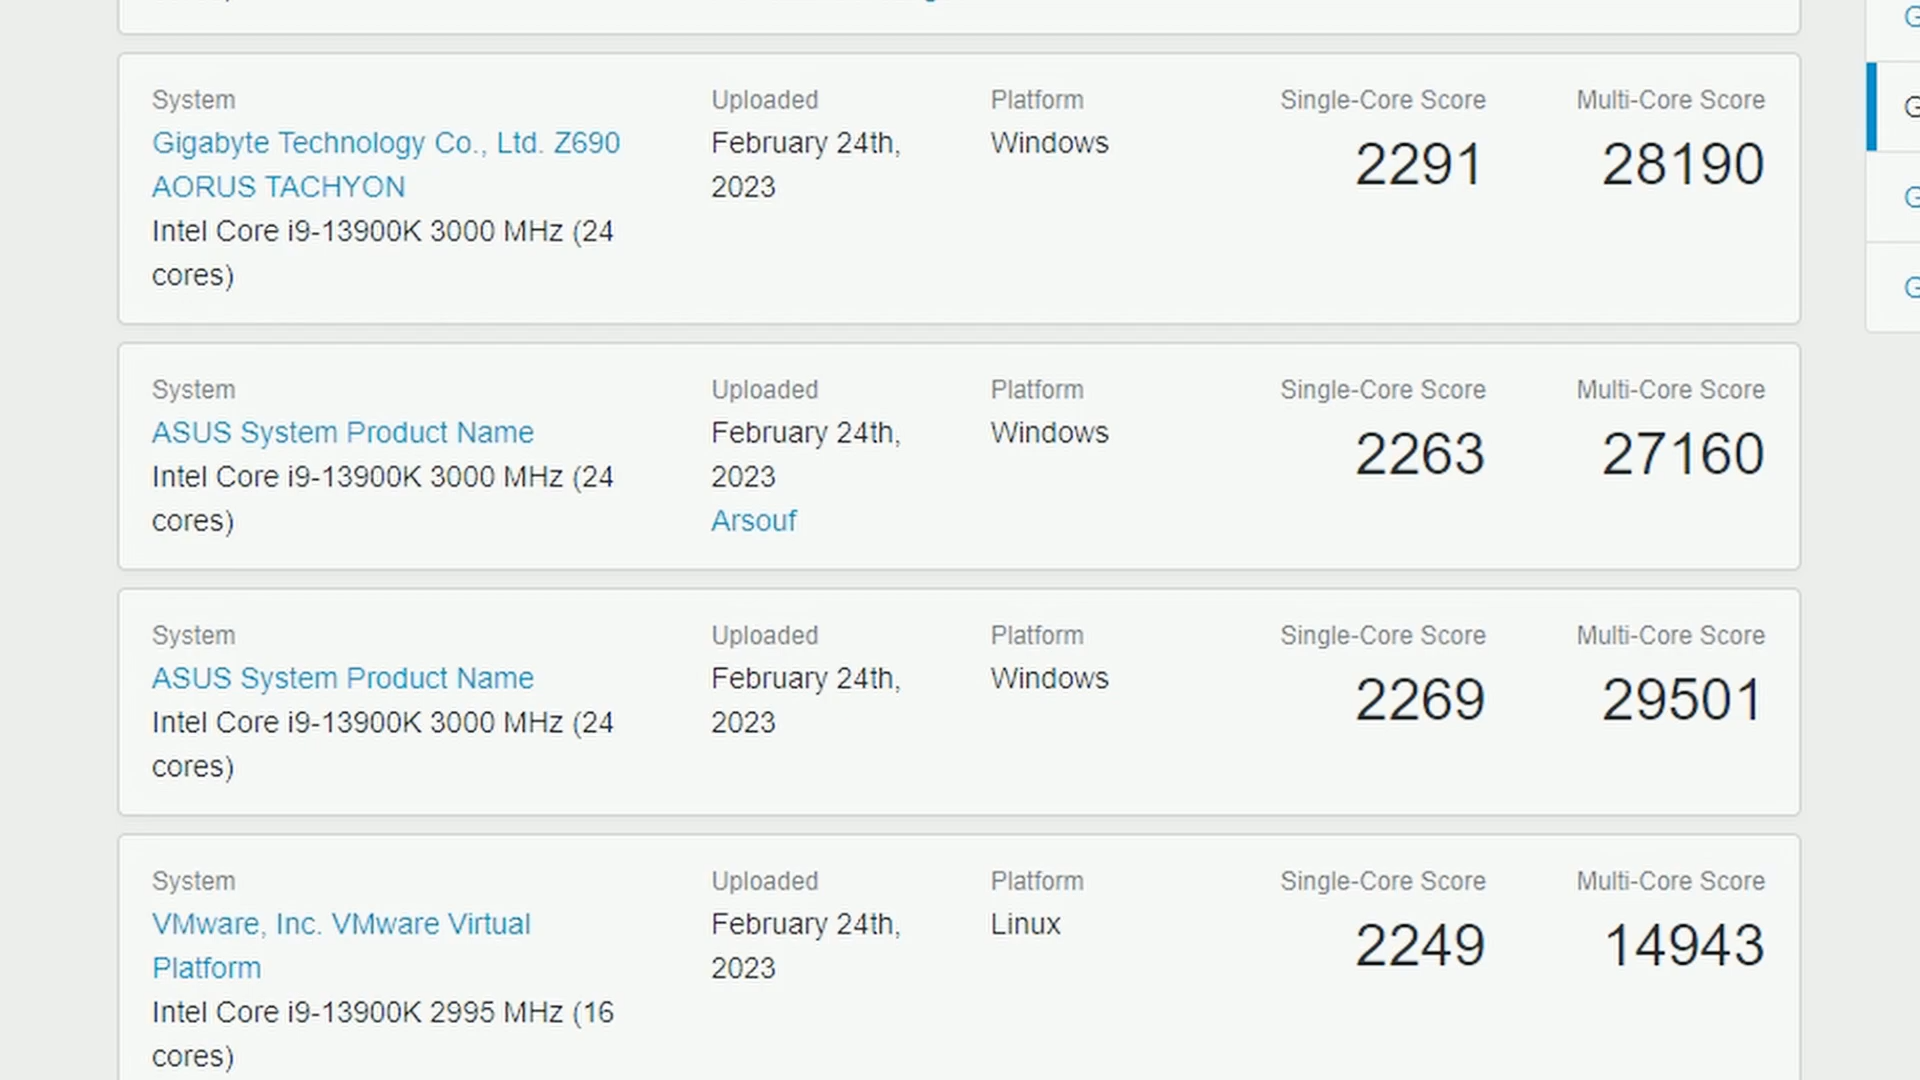 System Uploaded Platform Single-Core Score Multi-Core Score
Gigabyte Technology Co., Ltd. Z690 February 24th, Windows 2291 28190
AORUS TACHYON 2023
Intel Core i9-13900K 3000 MHz (24
cores)
System Uploaded Platform Single-Core Score Multi-Core Score
ASUS System Product Name February 24th, Windows 2263 27160
Intel Core i9-13900K 3000 MHz (24 2023
cores) Arsouf
System Uploaded Platform Single-Core Score Multi-Core Score
ASUS System Product Name February 24th, Windows 2269 29501
Intel Core i9-13900K 3000 MHz (24 2023
cores)
System Uploaded Platform Single-Core Score Multi-Core Score
VMware, Inc. VMware Virtual February 24th, Linux 2249 14943
Platform 2023
Intel Core i9-13900K 2995 MHz (16
cores)